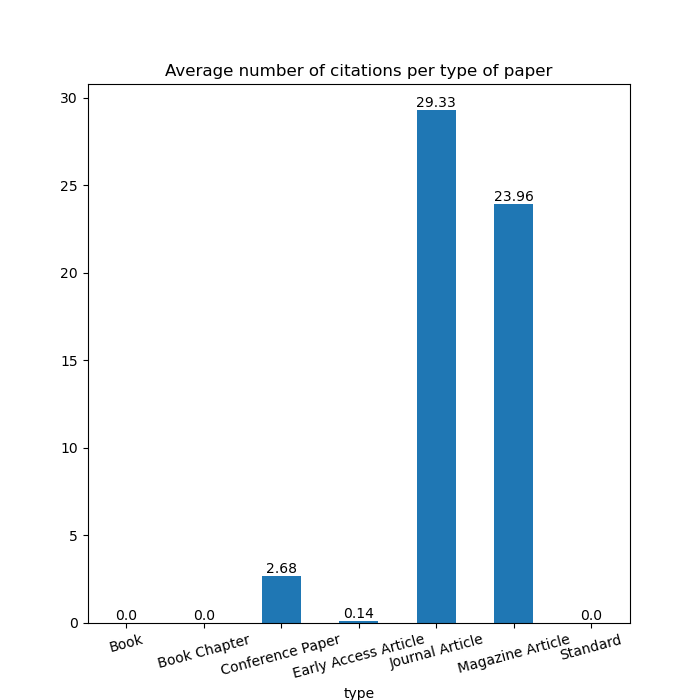 Average number of citations per type of paper
30
25
20
15
10
5
0
0.0
0.0
2.68
0.14
29.33
23.96
0.0
Book
Book Chapter
Conference Paper
Early Access Article
Journal Article
Magazine Article
Standard
type